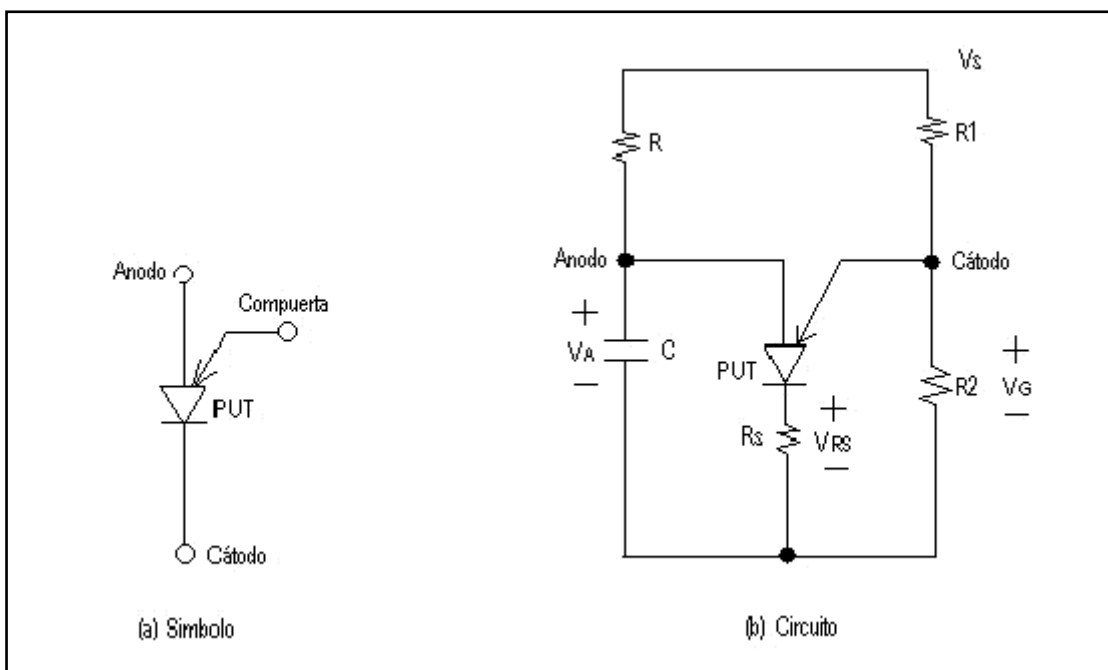 Anodo
Compuerta
PUT
Cátodo
(a) Simbolo
Vs
R
R1
Anodo
Cátodo
+
VA
−
C
PUT
+
VRS
−
Rs
R2
+
VG
−
(b) Circuito